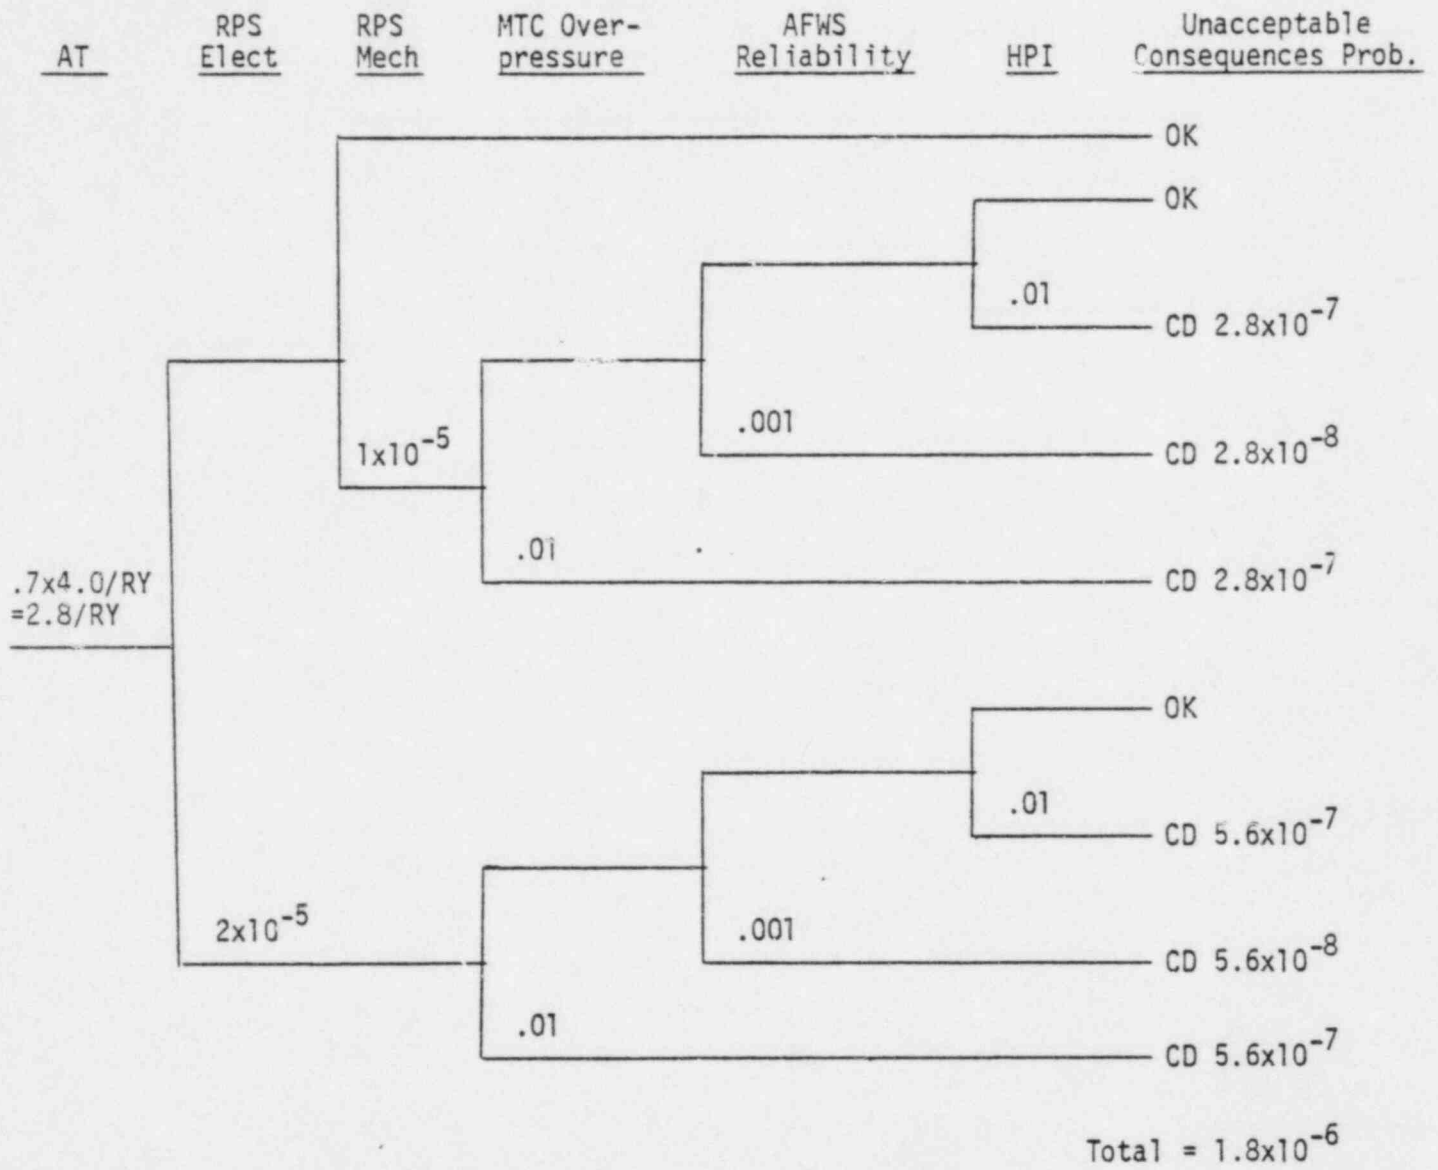 RPS RPS MTC Over- AFWS Unacceptable
AT Elect Mech pressure Reliability HPI Consequences Prob.
OK
OK
.01
CD 2.8x10⁻⁷
.001
1x10⁻⁵
CD 2.8x10⁻⁸
.01
CD 2.8x10⁻⁷
.7x4.0/RY
=2.8/RY
OK
.01
CD 5.6x10⁻⁷
2x10⁻⁵
.001
CD 5.6x10⁻⁸
.01
CD 5.6x10⁻⁷
Total = 1.8x10⁻⁶